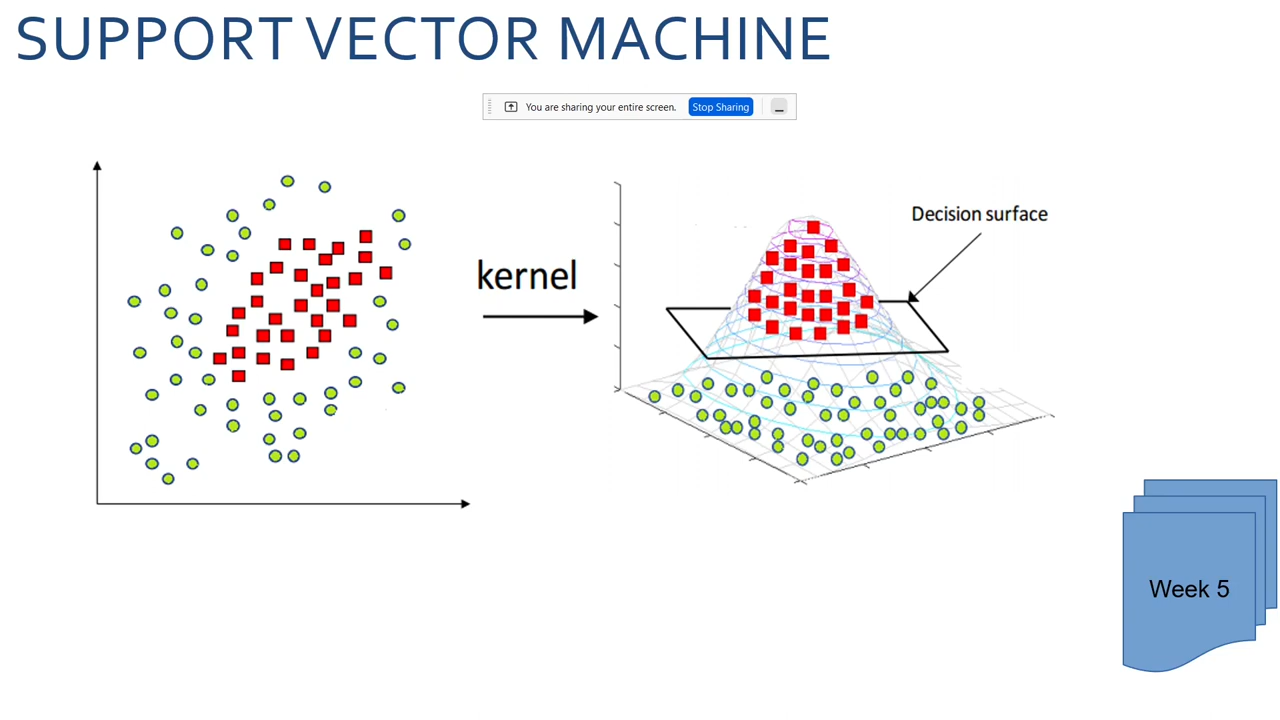 SUPPORT VECTOR MACHINE
You are sharing your entire screen. Stop Sharing
Decision surface
kernel
Week 5